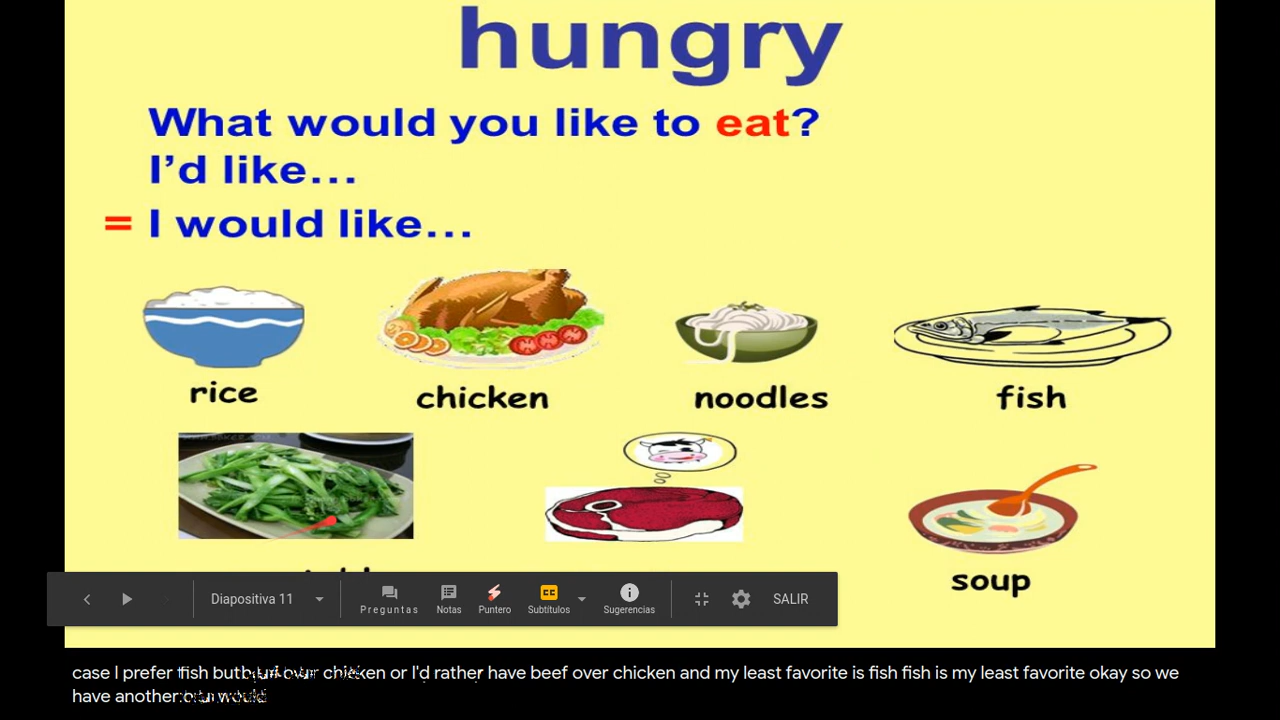 hungry
What would you like to eat?
I'd like...
= I would like...
rice
chicken
noodles
fish
soup
Diapositiva 11
Preguntas
Notas
Puntero
Subtítulos
Sugerencias
SALIR
case I prefer fish but over chicken or I'd rather have beef over chicken and my least favorite is fish fish is my least favorite okay so we
have another